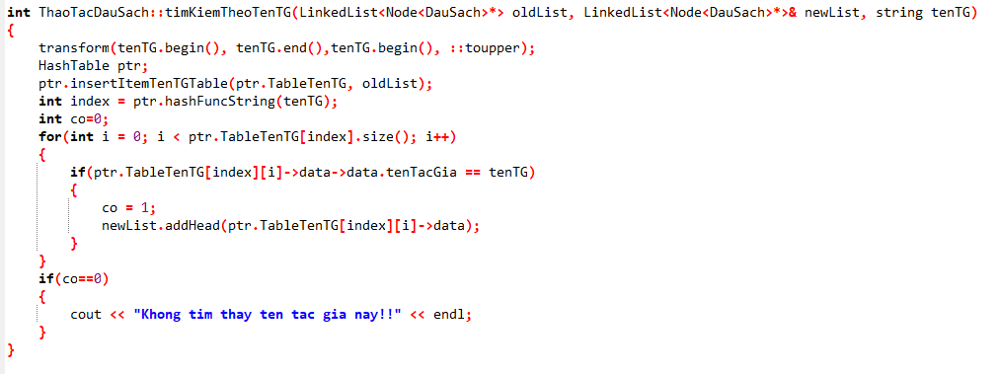 int ThaoTacDauSach::timKiemTheoTenTG(LinkedList<Node<DauSach>*> oldList, LinkedList<Node<DauSach>*>& newList, string tenTG)
{
    transform(tenTG.begin(), tenTG.end(),tenTG.begin(), ::toupper);
    HashTable ptr;
    ptr.insertItemTenTGTable(ptr.TableTenTG, oldList);
    int index = ptr.hashFuncString(tenTG);
    int co=0;
    for(int i = 0; i < ptr.TableTenTG[index].size(); i++)
    {
        if(ptr.TableTenTG[index][i]->data->data.tenTacGia == tenTG)
        {
            co = 1;
            newList.addHead(ptr.TableTenTG[index][i]->data);
        }
    }
    if(co==0)
    {
        cout << "Khong tim thay ten tac gia nay!!" << endl;
    }
}